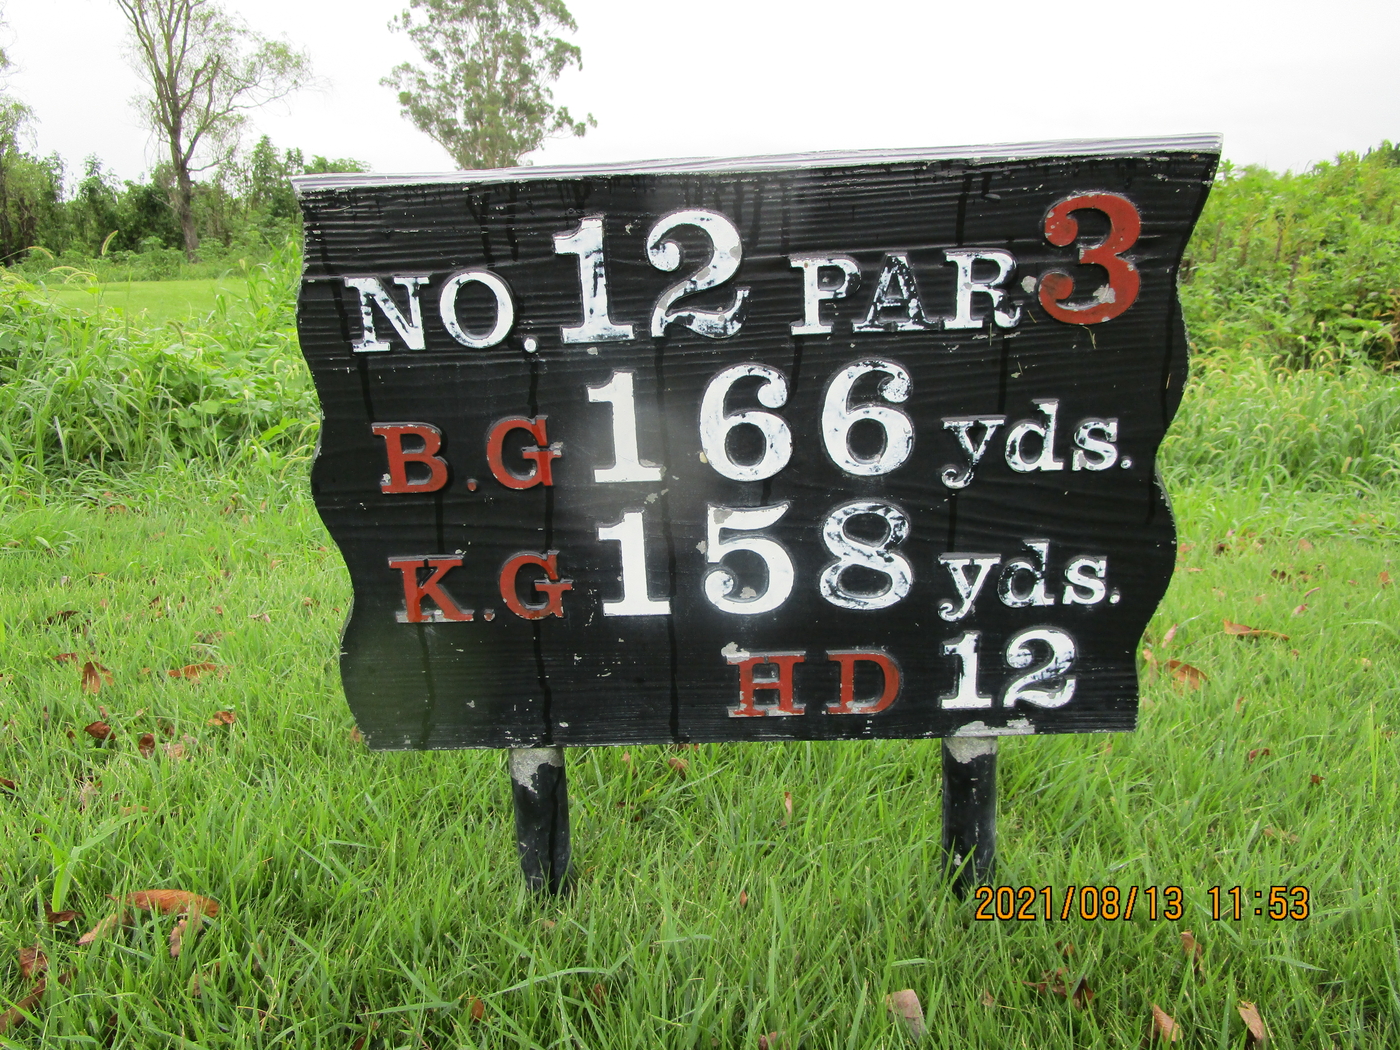 NO.12 PAR 3
B.G 166 yds.
K.G 158 yds.
HD 12
2021/08/13 11:53